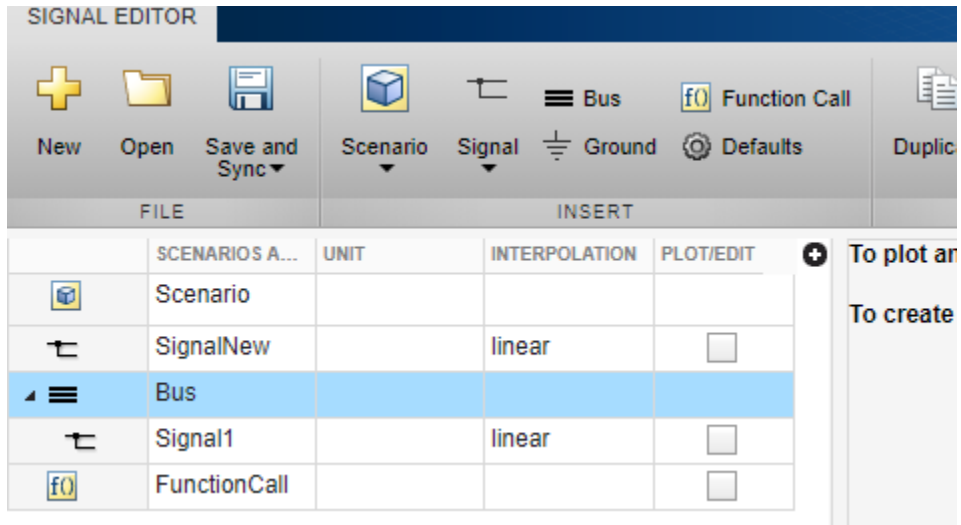 SIGNAL EDITOR
New
Open
Save and
Sync
Scenario
Signal
Bus
Ground
f() Function Call
Defaults
Duplic
FILE
INSERT
SCENARIOS A... UNIT INTERPOLATION PLOT/EDIT
Scenario
SignalNew linear
Bus
Signal1 linear
f() FunctionCall
To plot an
To create